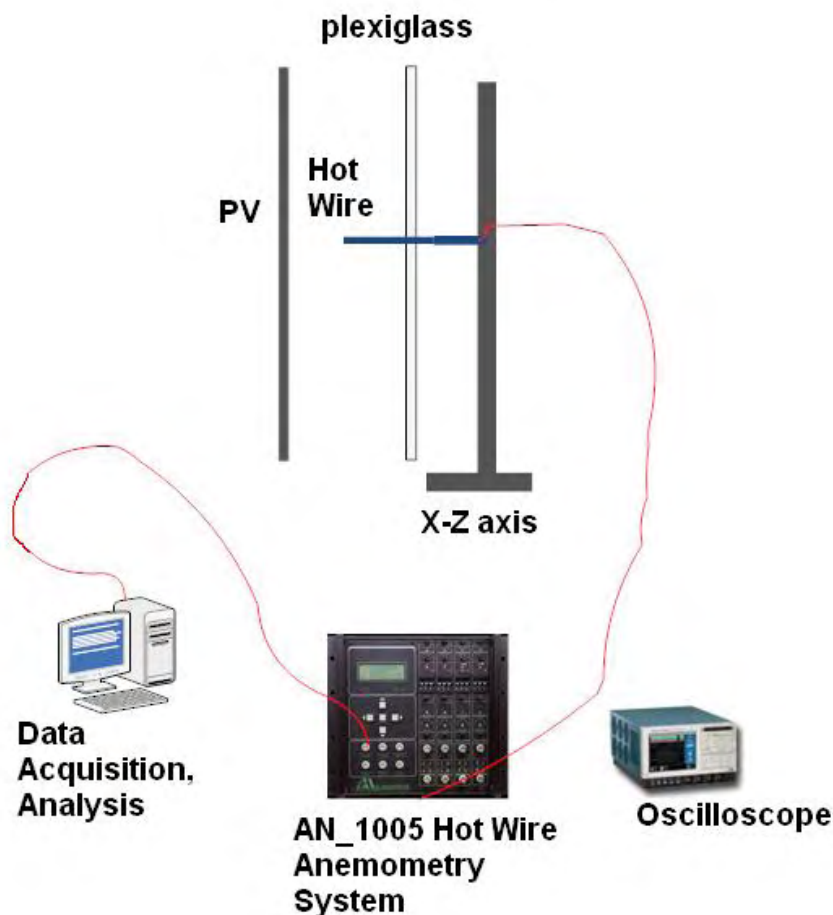 plexiglass
Hot
Wire
PV
X-Z axis
Data
Acquisition,
Analysis
AN_1005 Hot Wire
Anemometry
System
Oscilloscope